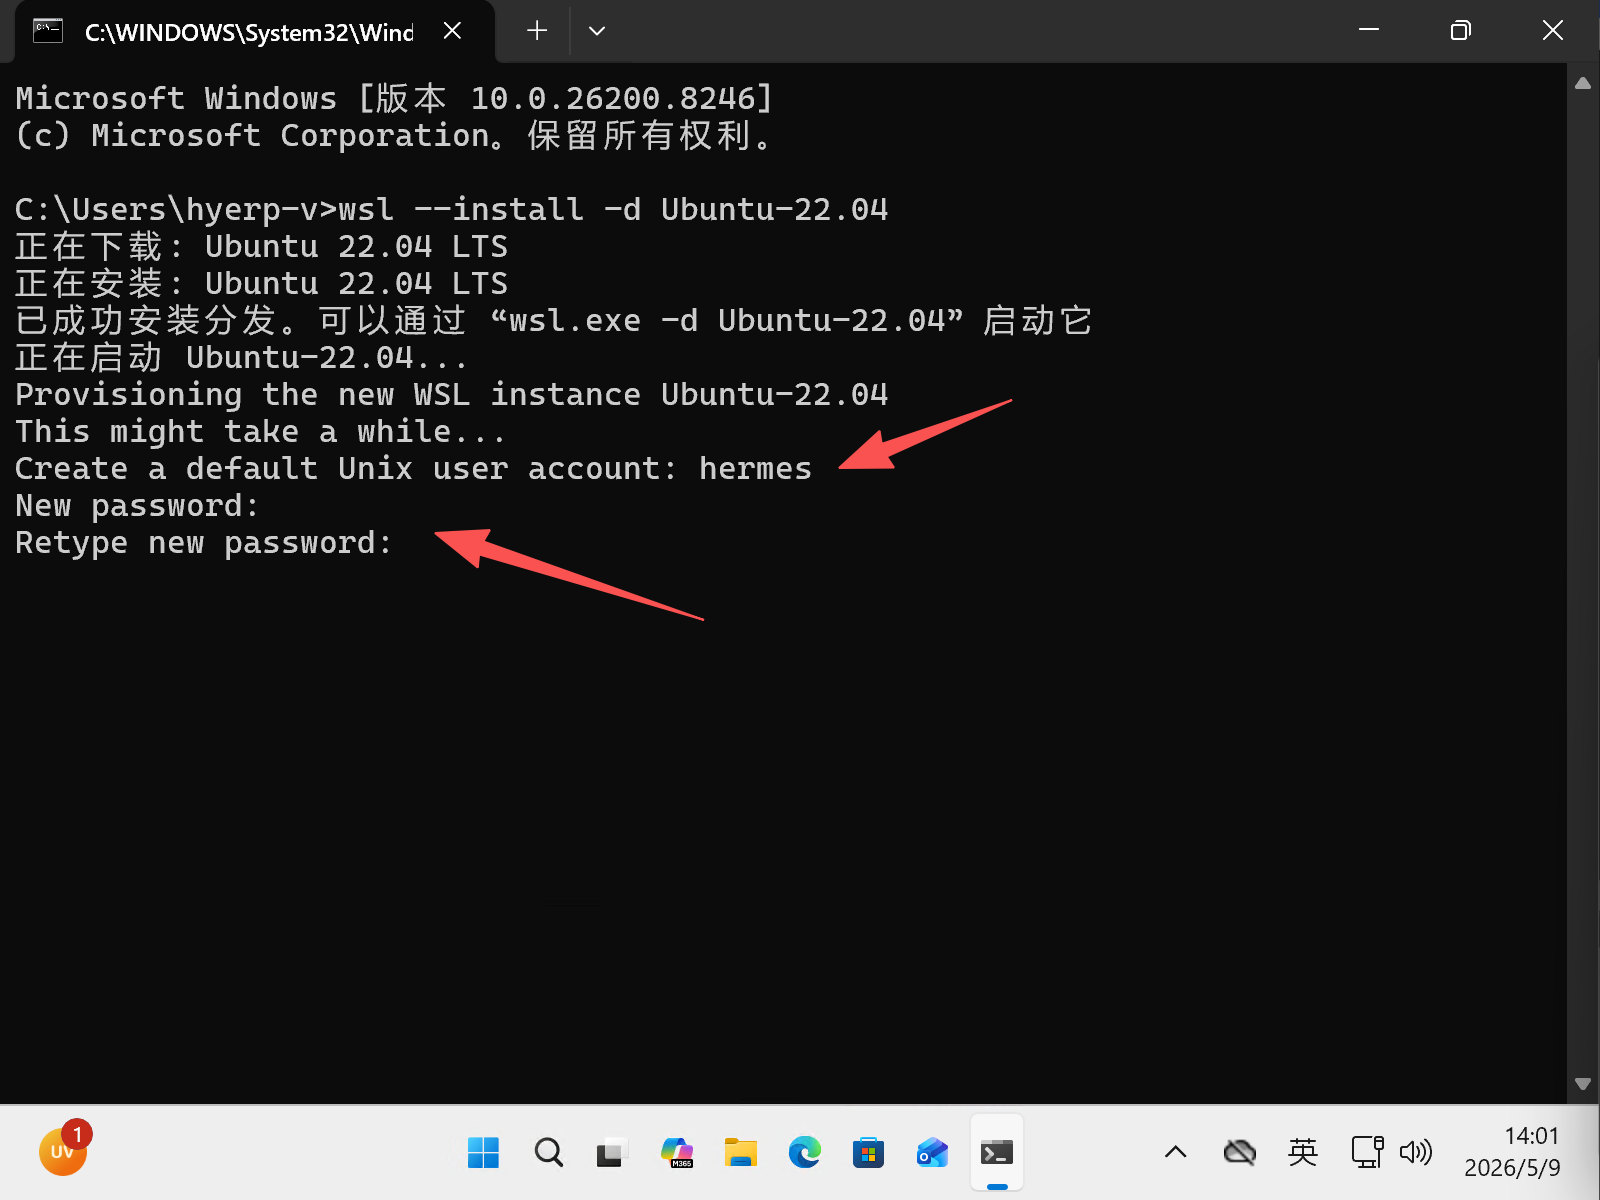 C:\WINDOWS\System32\Wind
Microsoft Windows [版本 10.0.26200.8246]
(c) Microsoft Corporation。保留所有权利。
C:\Users\hyerp-v>wsl --install -d Ubuntu-22.04
正在下载: Ubuntu 22.04 LTS
正在安装: Ubuntu 22.04 LTS
已成功安装分发。可以通过 “wsl.exe -d Ubuntu-22.04” 启动它
正在启动 Ubuntu-22.04...
Provisioning the new WSL instance Ubuntu-22.04
This might take a while...
Create a default Unix user account: hermes
New password:
Retype new password:
UV 1
M365
英
14:01
2026/5/9